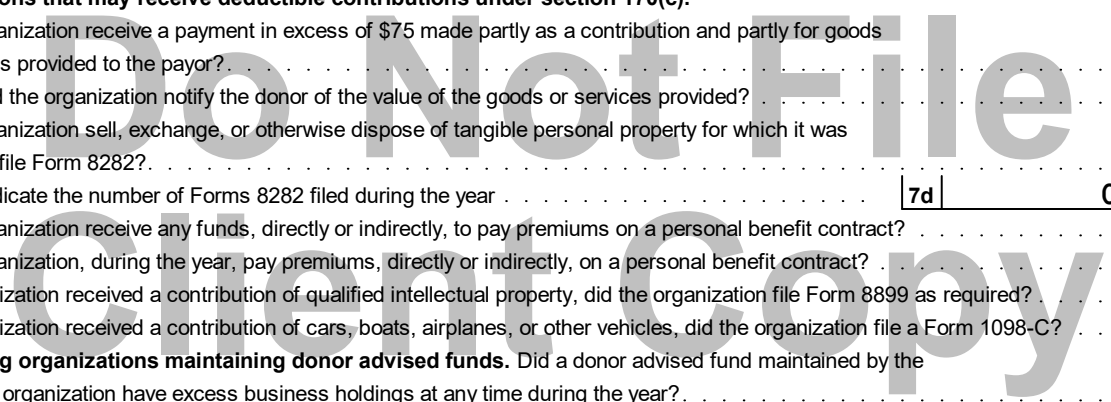 ons that may receive deductible contributions under section 170(c).
anization receive a payment in excess of $75 made partly as a contribution and partly for goods
s provided to the payor?
d the organization notify the donor of the value of the goods or services provided?
anization sell, exchange, or otherwise dispose of tangible personal property for which it was
file Form 8282?
dicate the number of Forms 8282 filed during the year 7d 0
anization receive any funds, directly or indirectly, to pay premiums on a personal benefit contract?
anization, during the year, pay premiums, directly or indirectly, on a personal benefit contract?
ization received a contribution of qualified intellectual property, did the organization file Form 8899 as required?
ization received a contribution of cars, boats, airplanes, or other vehicles, did the organization file a Form 1098-C?
g organizations maintaining donor advised funds. Did a donor advised fund maintained by the
organization have excess business holdings at any time during the year?
Do Not File
Client Copy